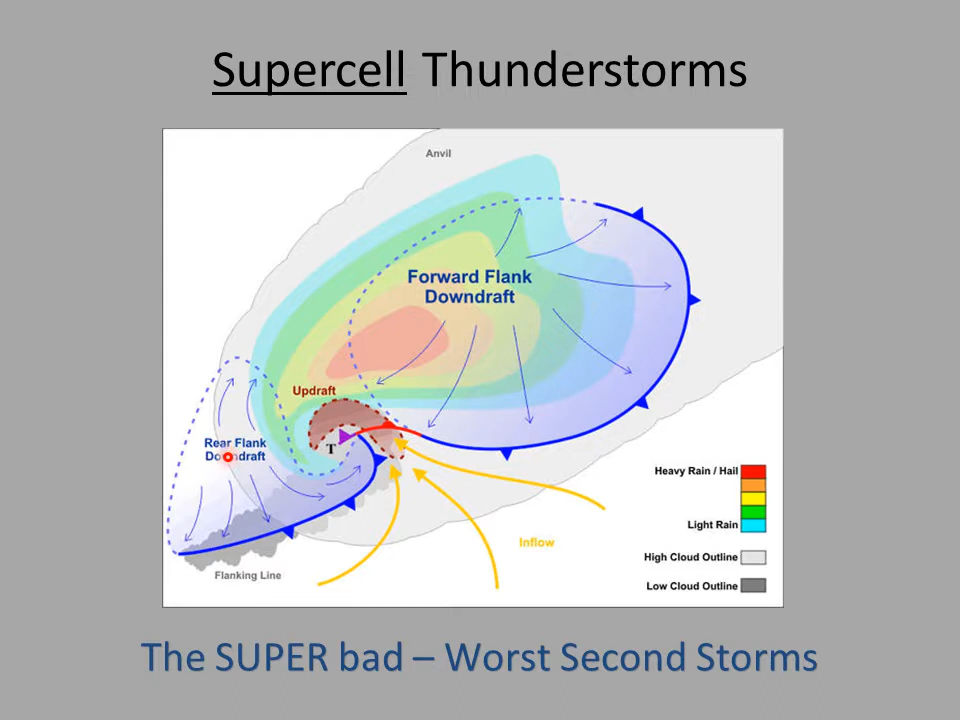 Supercell Thunderstorms
Anvil
Forward Flank
Downdraft
Updraft
Rear Flank
Downdraft
T
Heavy Rain / Hail
Light Rain
Inflow
High Cloud Outline
Flanking Line
Low Cloud Outline
The SUPER bad – Worst Second Storms